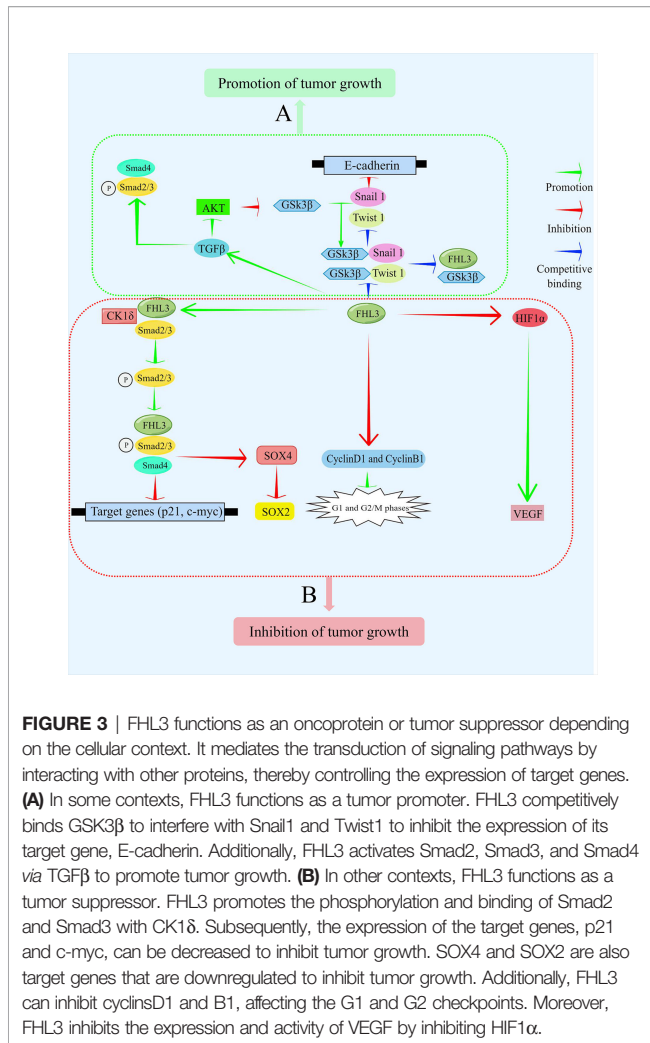 Promotion of tumor growth
A
Smad4
P
Smad2/3
AKT
TGFβ
GSk3β
E-cadherin
Snail 1
Twist 1
GSk3β
Snail 1
GSk3β
Twist 1
FHL3
GSk3β
Promotion
Inhibition
Competitive
binding
FHL3
CK1δ
FHL3
Smad2/3
P
Smad2/3
FHL3
P
Smad2/3
Smad4
Target genes (p21, c-myc)
SOX4
SOX2
CyclinD1 and CyclinB1
G1 and G2/M phases
HIF1α
VEGF
B
Inhibition of tumor growth
FIGURE 3 | FHL3 functions as an oncoprotein or tumor suppressor depending
on the cellular context. It mediates the transduction of signaling pathways by
interacting with other proteins, thereby controlling the expression of target genes.
(A) In some contexts, FHL3 functions as a tumor promoter. FHL3 competitively
binds GSK3β to interfere with Snail1 and Twist1 to inhibit the expression of its
target gene, E-cadherin. Additionally, FHL3 activates Smad2, Smad3, and Smad4
via TGFβ to promote tumor growth. (B) In other contexts, FHL3 functions as a
tumor suppressor. FHL3 promotes the phosphorylation and binding of Smad2
and Smad3 with CK1δ. Subsequently, the expression of the target genes, p21
and c-myc, can be decreased to inhibit tumor growth. SOX4 and SOX2 are also
target genes that are downregulated to inhibit tumor growth. Additionally, FHL3
can inhibit cyclinsD1 and B1, affecting the G1 and G2 checkpoints. Moreover,
FHL3 inhibits the expression and activity of VEGF by inhibiting HIF1α.